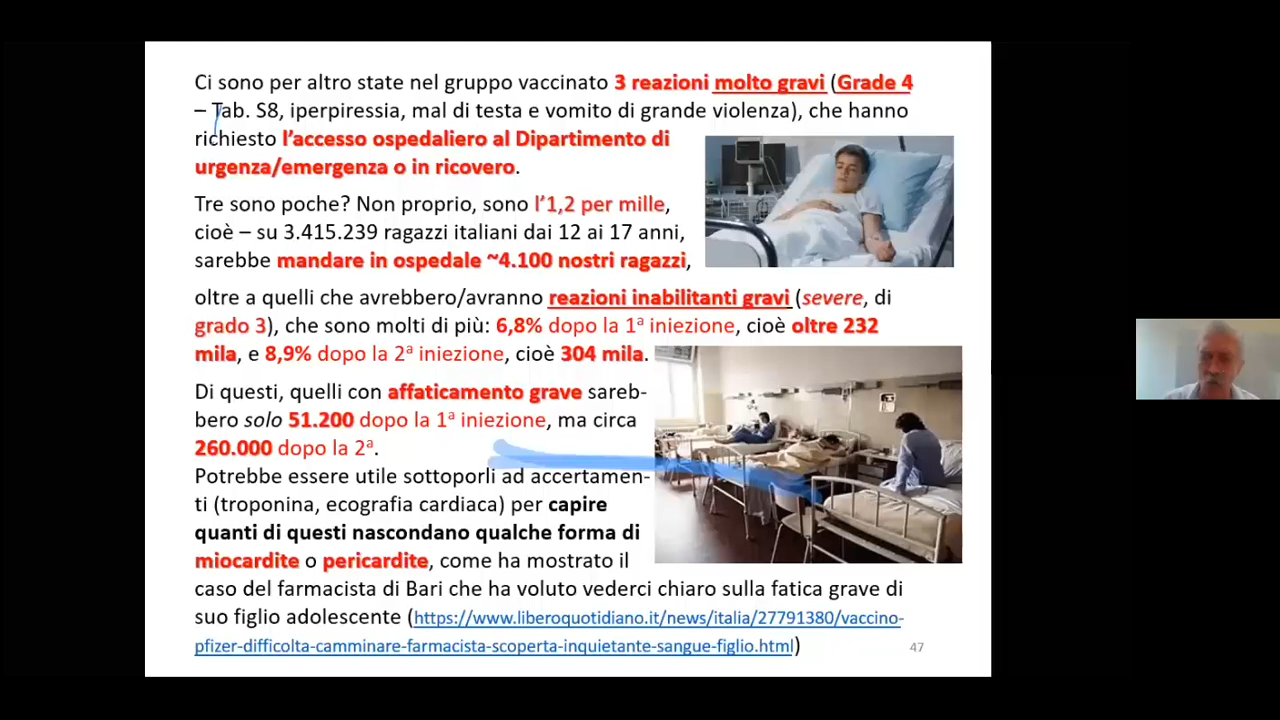 Ci sono per altro state nel gruppo vaccinato 3 reazioni molto gravi (Grade 4
– Tab. S8, iperpiressia, mal di testa e vomito di grande violenza), che hanno
richiesto l’accesso ospedaliero al Dipartimento di
urgenza/emergenza o in ricovero.
Tre sono poche? Non proprio, sono l’1,2 per mille,
cioè – su 3.415.239 ragazzi italiani dai 12 ai 17 anni,
sarebbe mandare in ospedale ~4.100 nostri ragazzi,
oltre a quelli che avrebbero/avranno reazioni inabilitanti gravi (severe, di
grado 3), che sono molti di più: 6,8% dopo la 1ª iniezione, cioè oltre 232
mila, e 8,9% dopo la 2ª iniezione, cioè 304 mila.
Di questi, quelli con affaticamento grave sareb-
bero solo 51.200 dopo la 1ª iniezione, ma circa
260.000 dopo la 2ª.
Potrebbe essere utile sottoporli ad accertamen-
ti (troponina, ecografia cardiaca) per capire
quanti di questi nascondano qualche forma di
miocardite o pericardite, come ha mostrato il
caso del farmacista di Bari che ha voluto vederci chiaro sulla fatica grave di
suo figlio adolescente (https://www.liberoquotidiano.it/news/italia/27791380/vaccino-
pfizer-difficolta-camminare-farmacista-scoperta-inquietante-sangue-figlio.html)
47